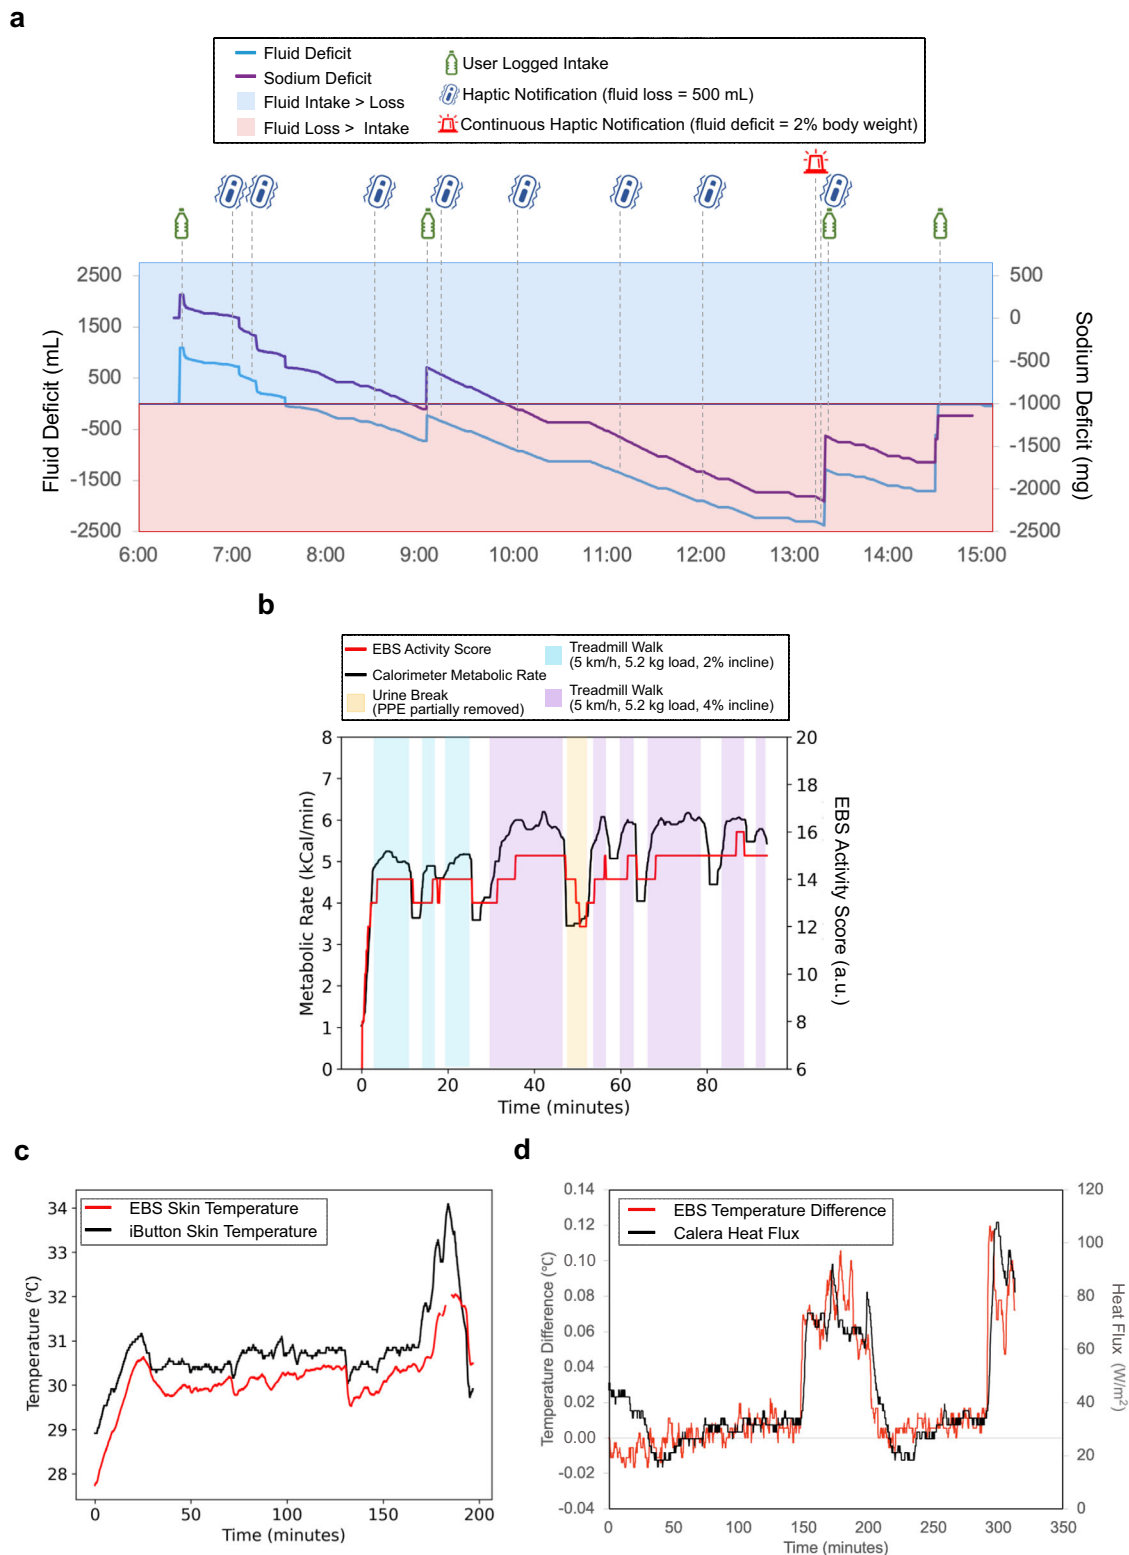 a
Fluid Deficit
Sodium Deficit
Fluid Intake > Loss
Fluid Loss > Intake
User Logged Intake
Haptic Notification (fluid loss = 500 mL)
Continuous Haptic Notification (fluid deficit = 2% body weight)
Fluid Deficit (mL)
2500
1500
500
-500
-1500
-2500
500
0
-500
-1000
-1500
-2000
-2500
Sodium Deficit (mg)
6:00 7:00 8:00 9:00 10:00 11:00 12:00 13:00 14:00 15:00
b
EBS Activity Score
Calorimeter Metabolic Rate
Urine Break
(PPE partially removed)
Treadmill Walk
(5 km/h, 5.2 kg load, 2% incline)
Treadmill Walk
(5 km/h, 5.2 kg load, 4% incline)
Metabolic Rate (kCal/min)
8
7
6
5
4
3
2
1
0
20
18
16
14
12
10
8
6
EBS Activity Score (a.u.)
0 20 40 60 80
Time (minutes)
c
EBS Skin Temperature
iButton Skin Temperature
Temperature (°C)
34
33
32
31
30
29
28
0 50 100 150 200
Time (minutes)
d
EBS Temperature Difference
Calera Heat Flux
Temperature Difference (°C)
0.14
0.12
0.10
0.08
0.06
0.04
0.02
0.00
-0.02
-0.04
120
100
80
60
40
20
0
Heat Flux (W/m²)
0 50 100 150 200 250 300 350
Time (minutes)